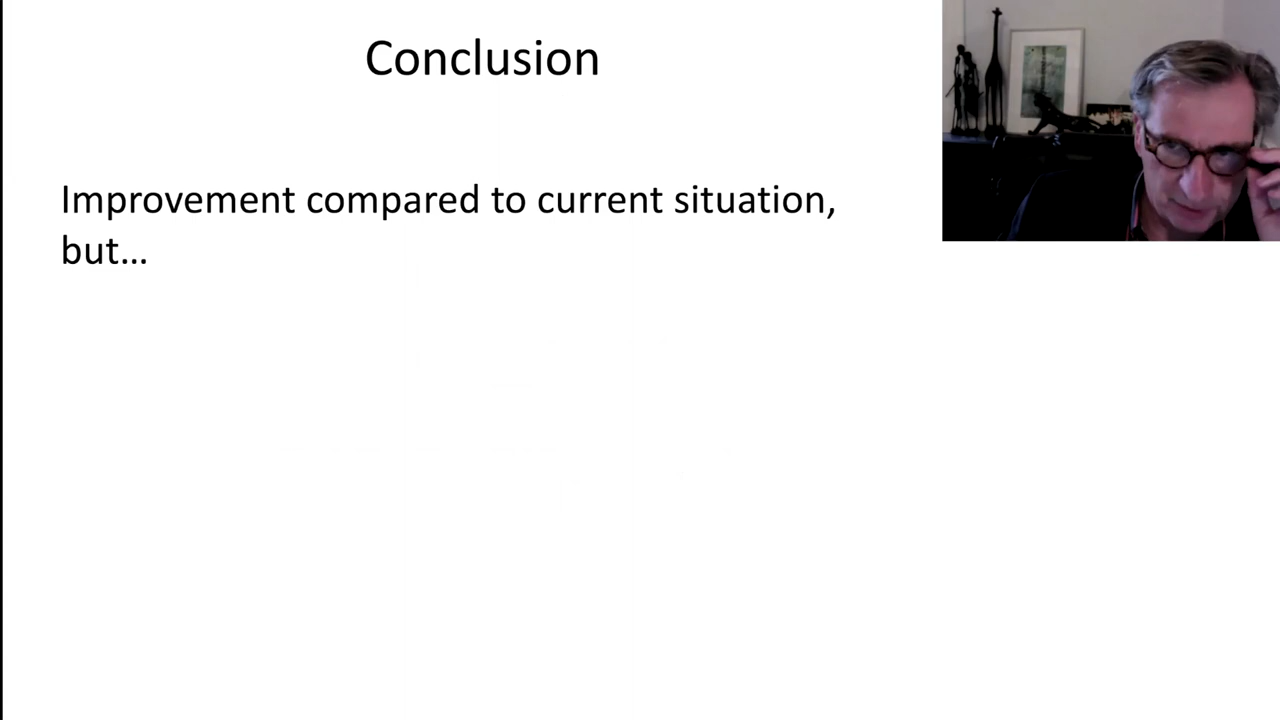 Conclusion
Improvement compared to current situation,
but…